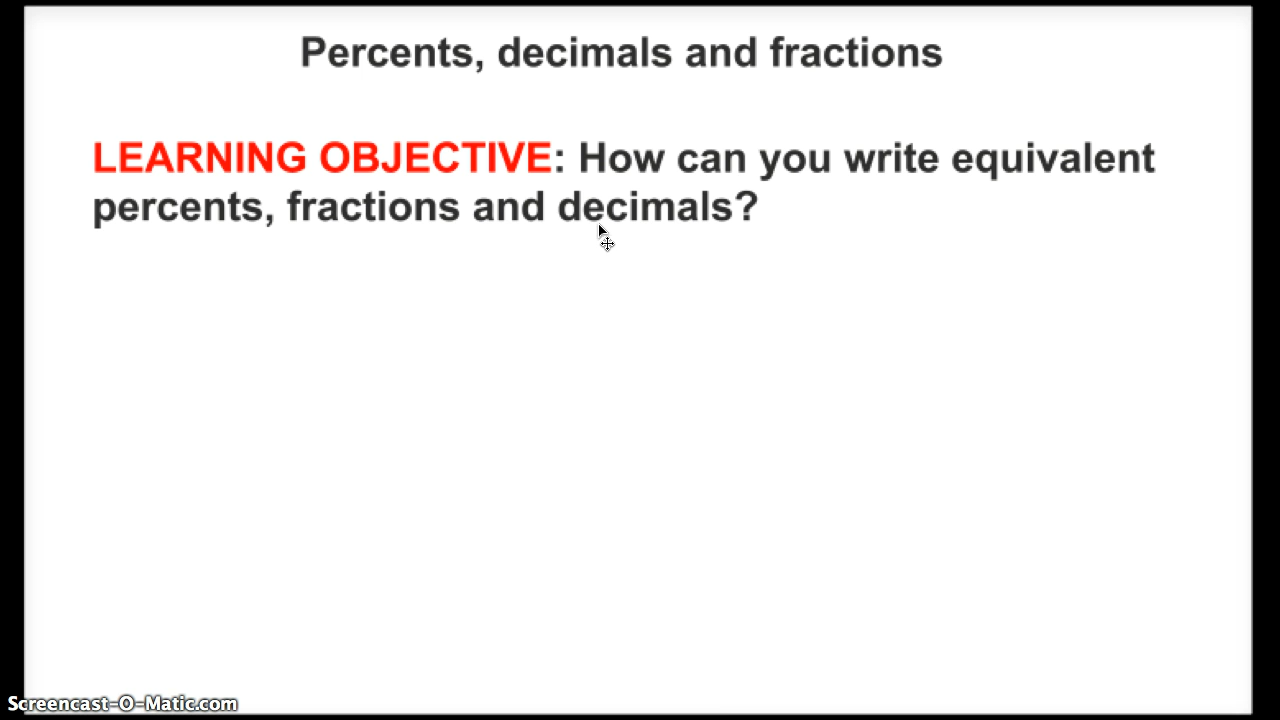 Percents, decimals and fractions
LEARNING OBJECTIVE: How can you write equivalent
percents, fractions and decimals?
Screencast-O-Matic.com